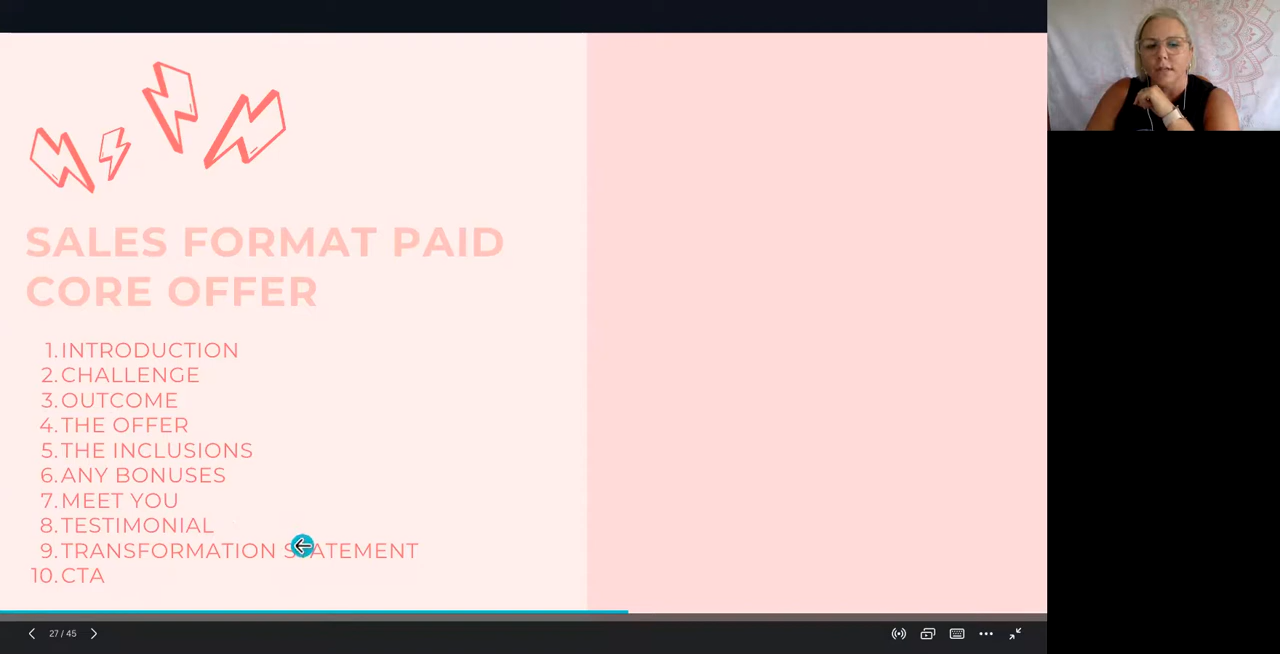 SALES FORMAT PAID
CORE OFFER
1. INTRODUCTION
2. CHALLENGE
3. OUTCOME
4. THE OFFER
5. THE INCLUSIONS
6. ANY BONUSES
7. MEET YOU
8. TESTIMONIAL
9. TRANSFORMATION STATEMENT
10. CTA
27 / 45